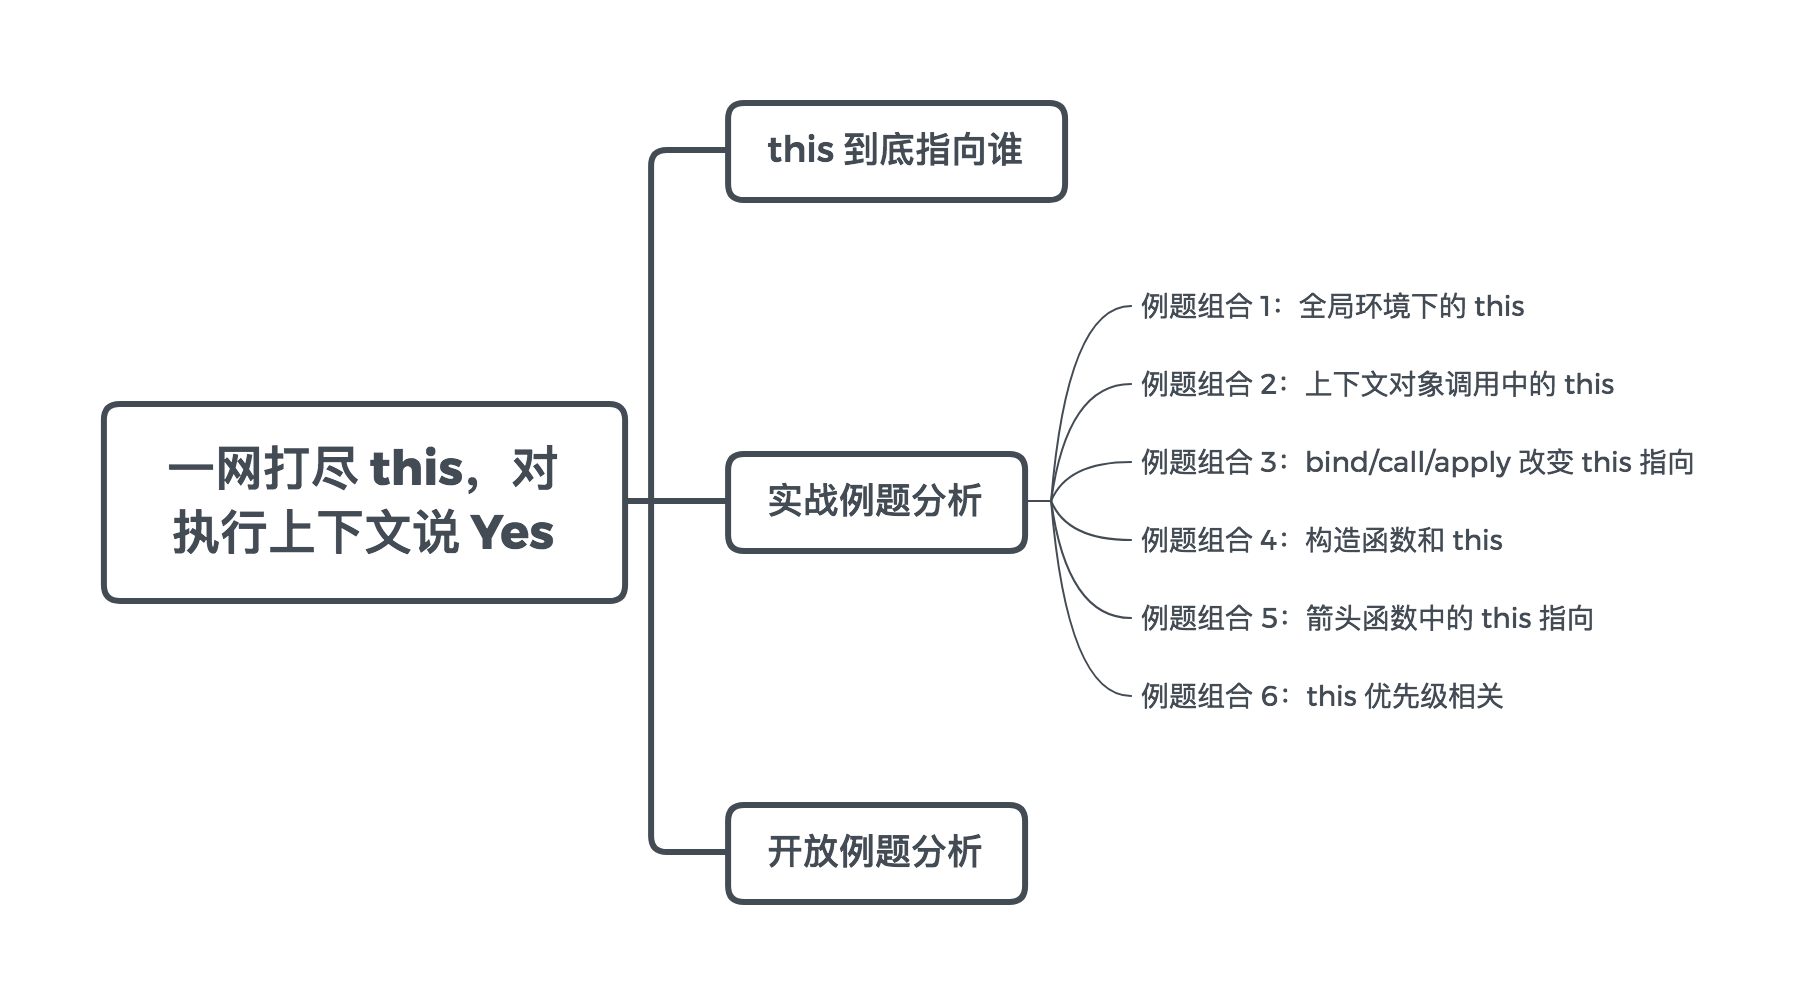 一网打尽 this，对
执行上下文说 Yes
this 到底指向谁
实战例题分析
例题组合 1：全局环境下的 this
例题组合 2：上下文对象调用中的 this
例题组合 3：bind/call/apply 改变 this 指向
例题组合 4：构造函数和 this
例题组合 5：箭头函数中的 this 指向
例题组合 6：this 优先级相关
开放例题分析